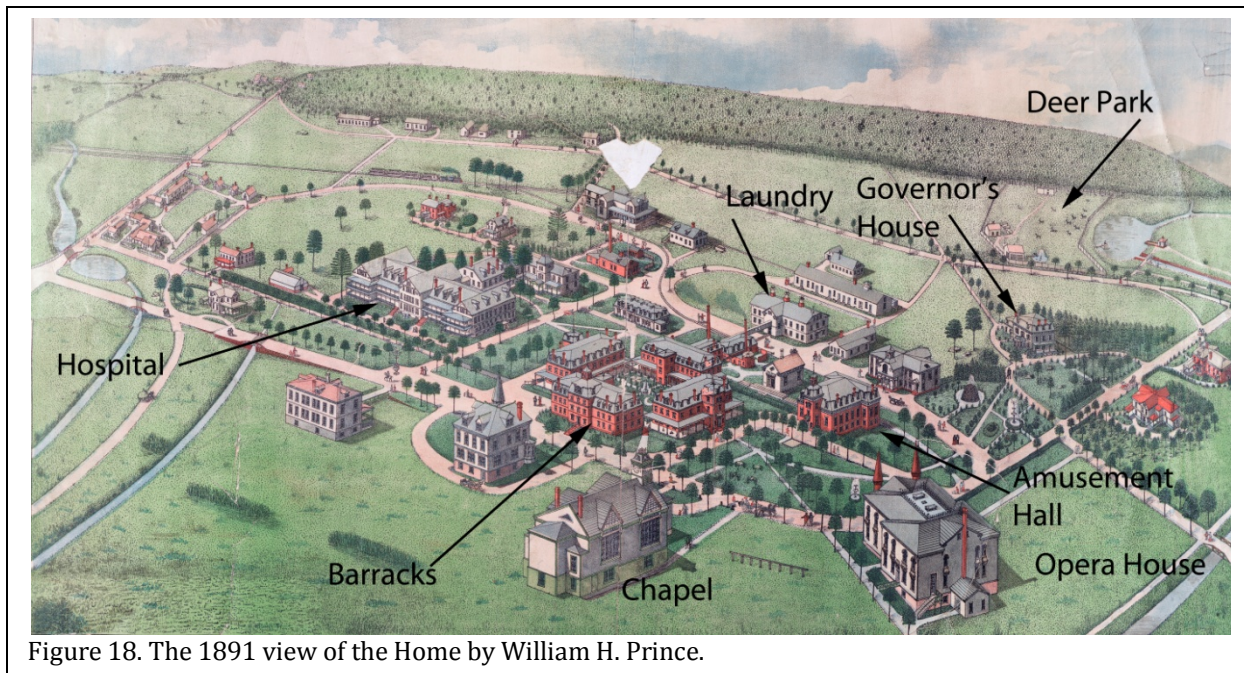 Deer Park
Governor's
House
Laundry
Hospital
Amusement
Hall
Opera House
Barracks
Chapel
Figure 18. The 1891 view of the Home by William H. Prince.